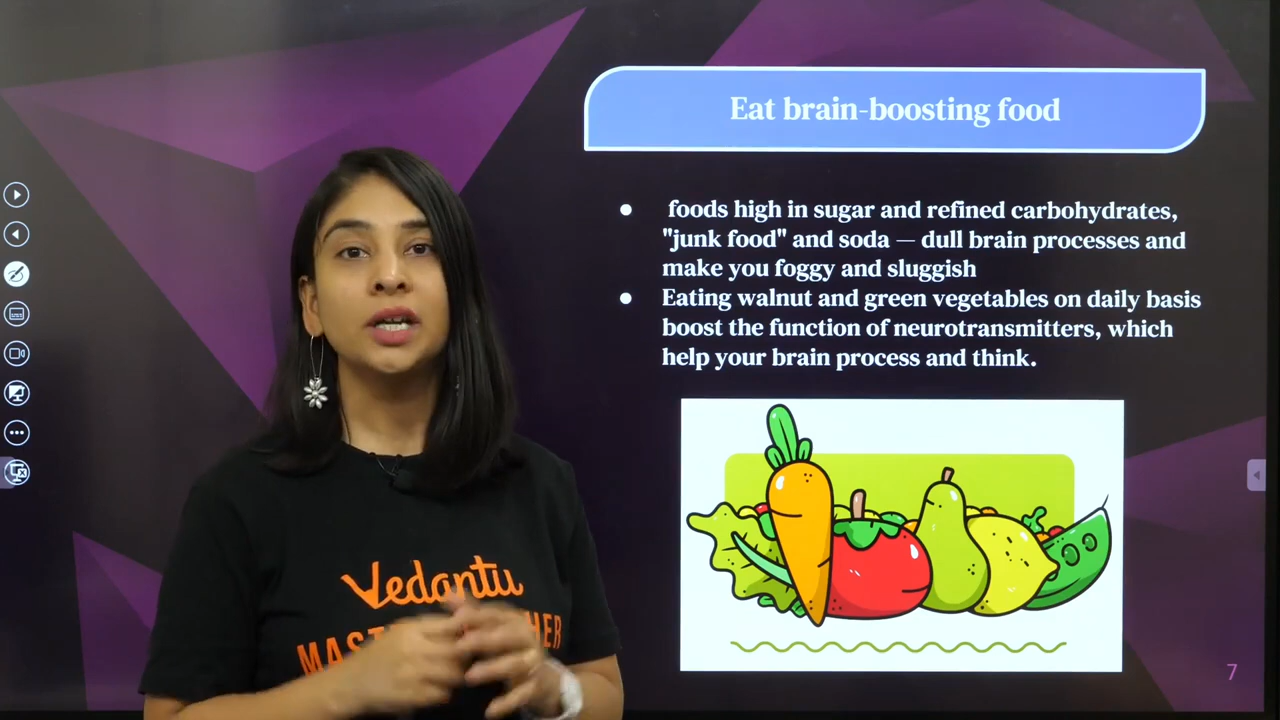 Eat brain-boosting food
● foods high in sugar and refined carbohydrates,
"junk food" and soda — dull brain processes and
make you foggy and sluggish
● Eating walnut and green vegetables on daily basis
boost the function of neurotransmitters, which
help your brain process and think.
Vedantu
7